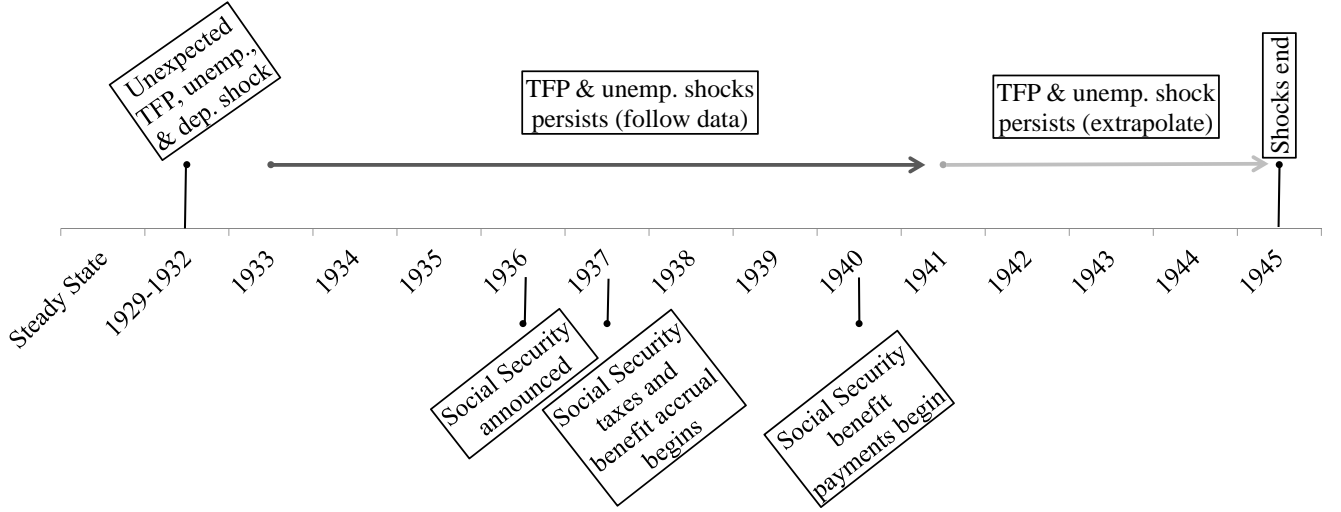 Unexpected
TFP, unemp.,
& dep. shock
TFP & unemp. shocks
persists (follow data)
TFP & unemp. shock
persists (extrapolate)
Shocks end
Steady State
1929-1932
1933
1934
1935
1936
1937
1938
1939
1940
1941
1942
1943
1944
1945
Social Security
announced
Social Security
taxes and
benefit accrual
begins
Social Security
benefit
payments begin